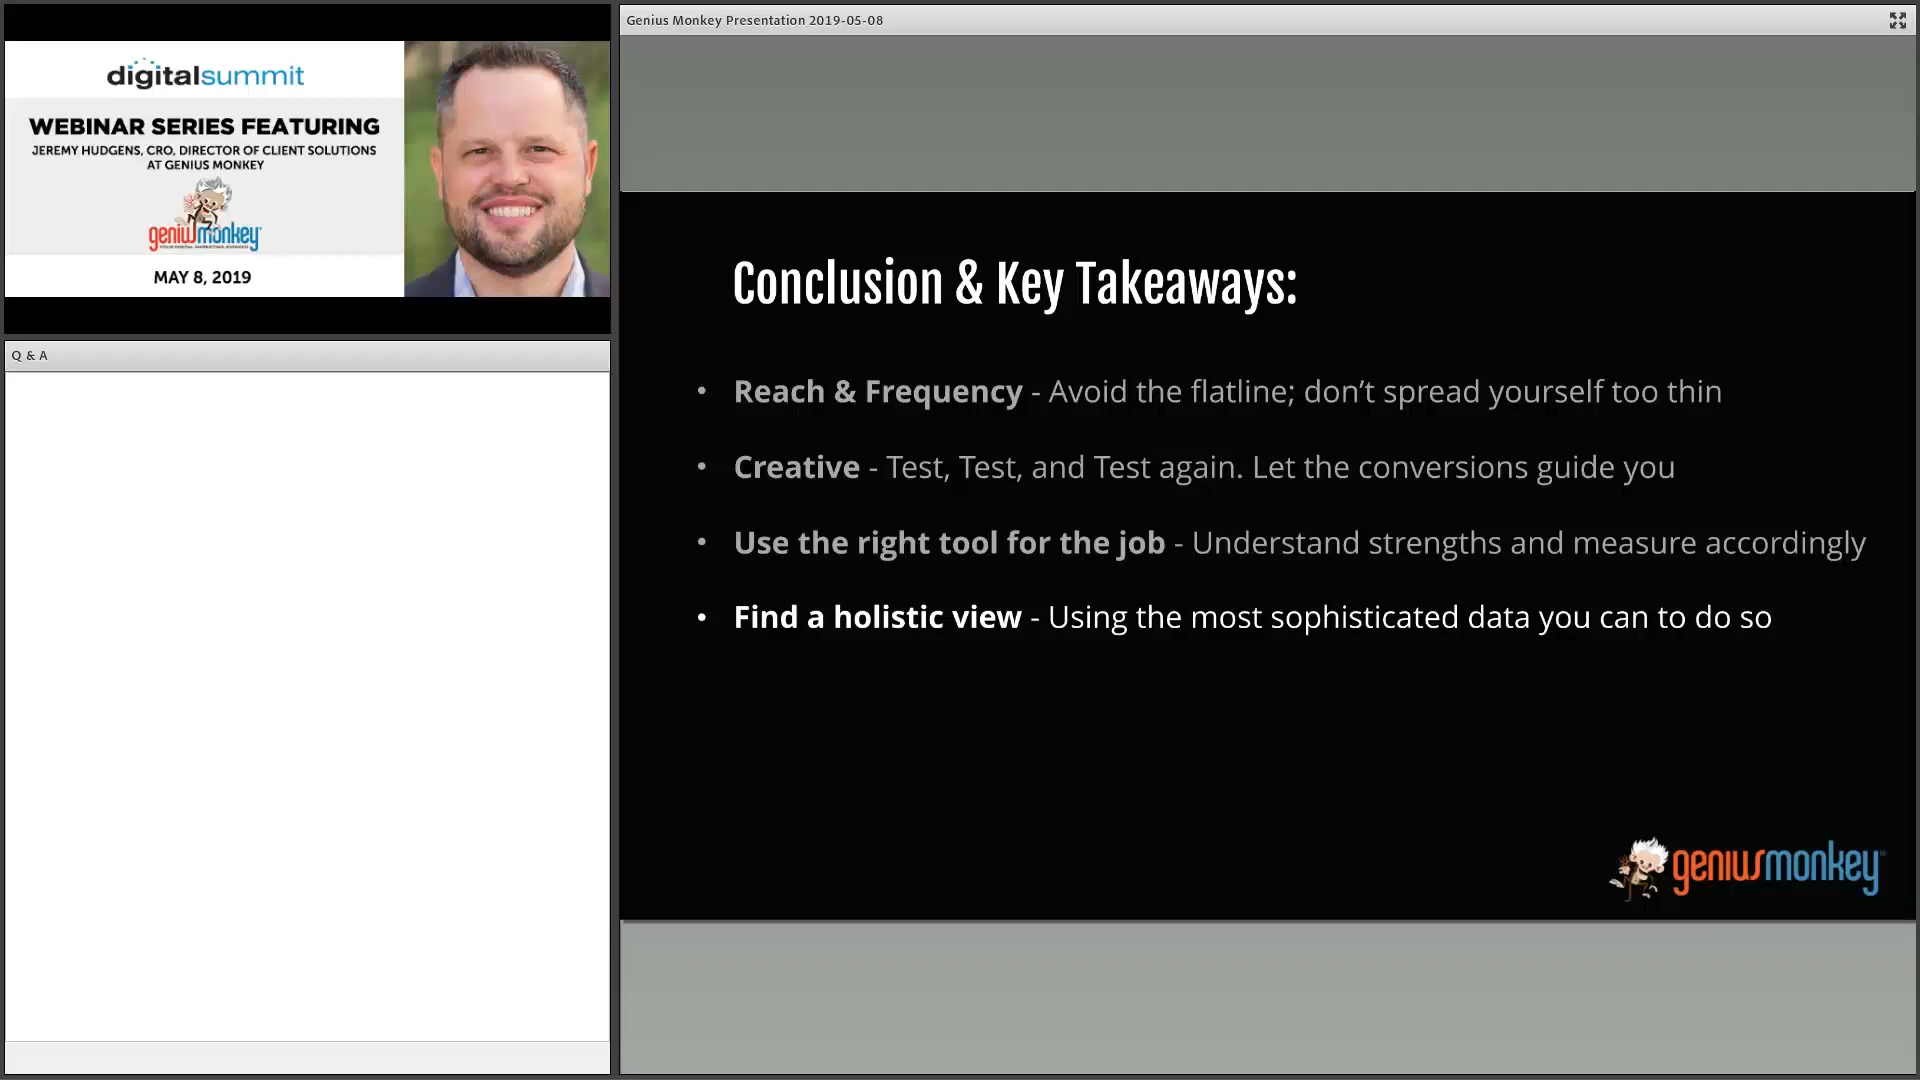 digitalsummit
WEBINAR SERIES FEATURING
JEREMY HUDGENS, CRO, DIRECTOR OF CLIENT SOLUTIONS
AT GENIUS MONKEY
geniusmonkey
MAY 8, 2019
Q & A
Genius Monkey Presentation 2019-05-08
Conclusion & Key Takeaways:
• Reach & Frequency - Avoid the flatline; don’t spread yourself too thin
• Creative - Test, Test, and Test again. Let the conversions guide you
• Use the right tool for the job - Understand strengths and measure accordingly
• Find a holistic view - Using the most sophisticated data you can to do so
geniusmonkey